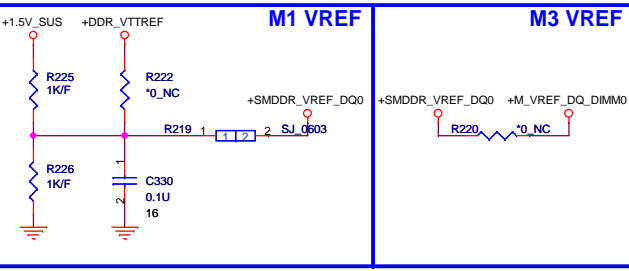 M1 VREF
+1.5V_SUS +DDR_VTTREF
R225
1K/F
R222
*0_NC
+SMDDR_VREF_DQ0
R219 1 1 2 2 SJ_0603
R226
1K/F
1
2
C330
0.1U
16
M3 VREF
+SMDDR_VREF_DQ0 +M_VREF_DQ_DIMM0
R220 *0_NC